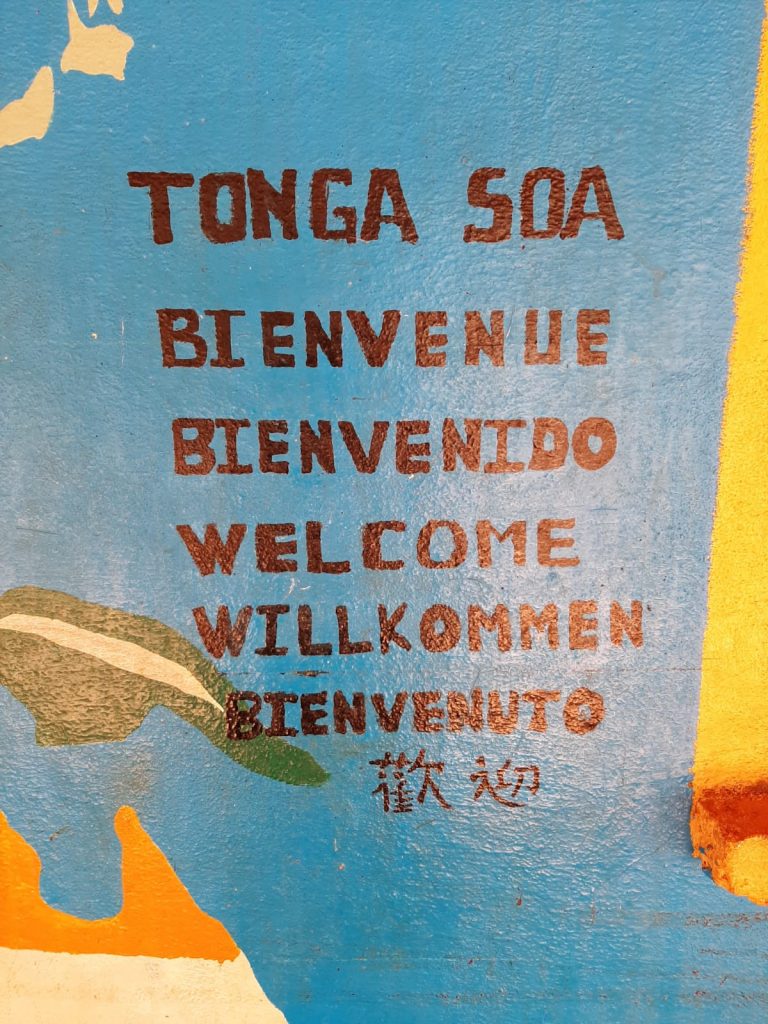 TONGA SOA
BIENVENUE
BIENVENIDO
WELCOME
WILLKOMMEN
BIENVENUTO
歡迎